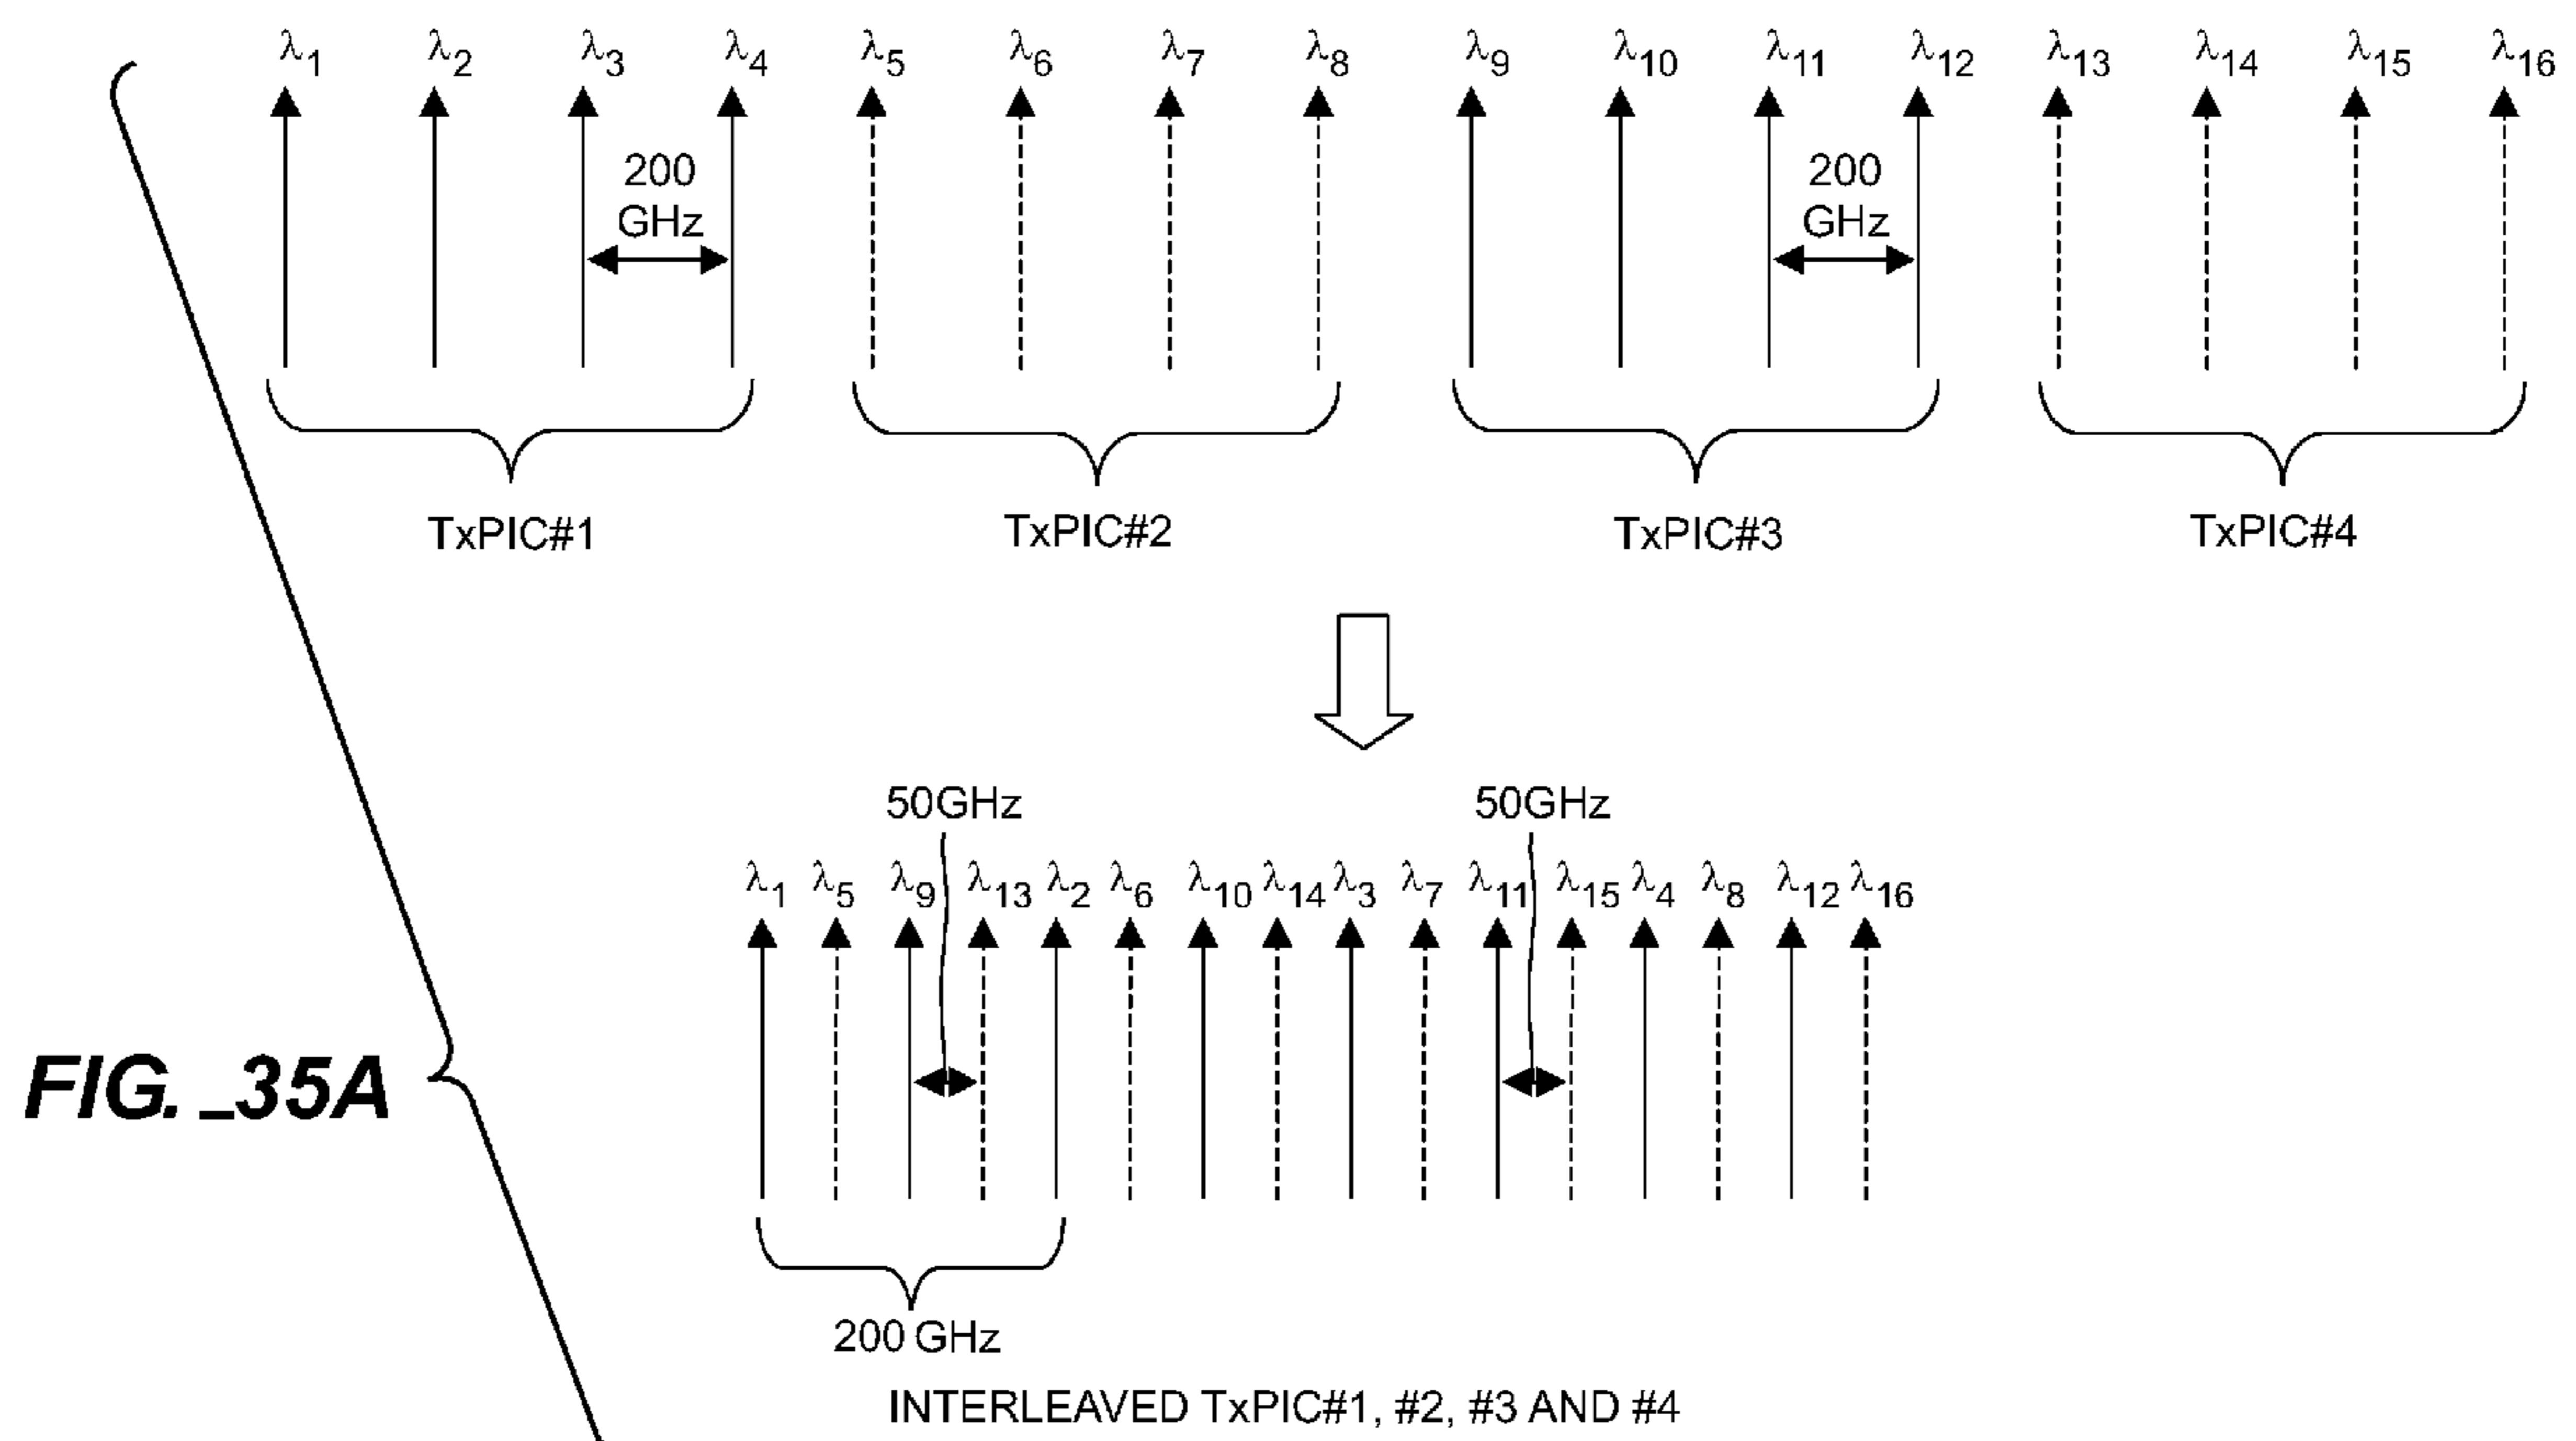 λ1 λ2 λ3 λ4 λ5 λ6 λ7 λ8 λ9 λ10 λ11 λ12 λ13 λ14 λ15 λ16
200 GHz
200 GHz
TxPIC#1 TxPIC#2 TxPIC#3 TxPIC#4
50GHz 50GHz
λ1 λ5 λ9 λ13 λ2 λ6 λ10 λ14 λ3 λ7 λ11 λ15 λ4 λ8 λ12 λ16
FIG._35A
200 GHz
INTERLEAVED TxPIC#1, #2, #3 AND #4